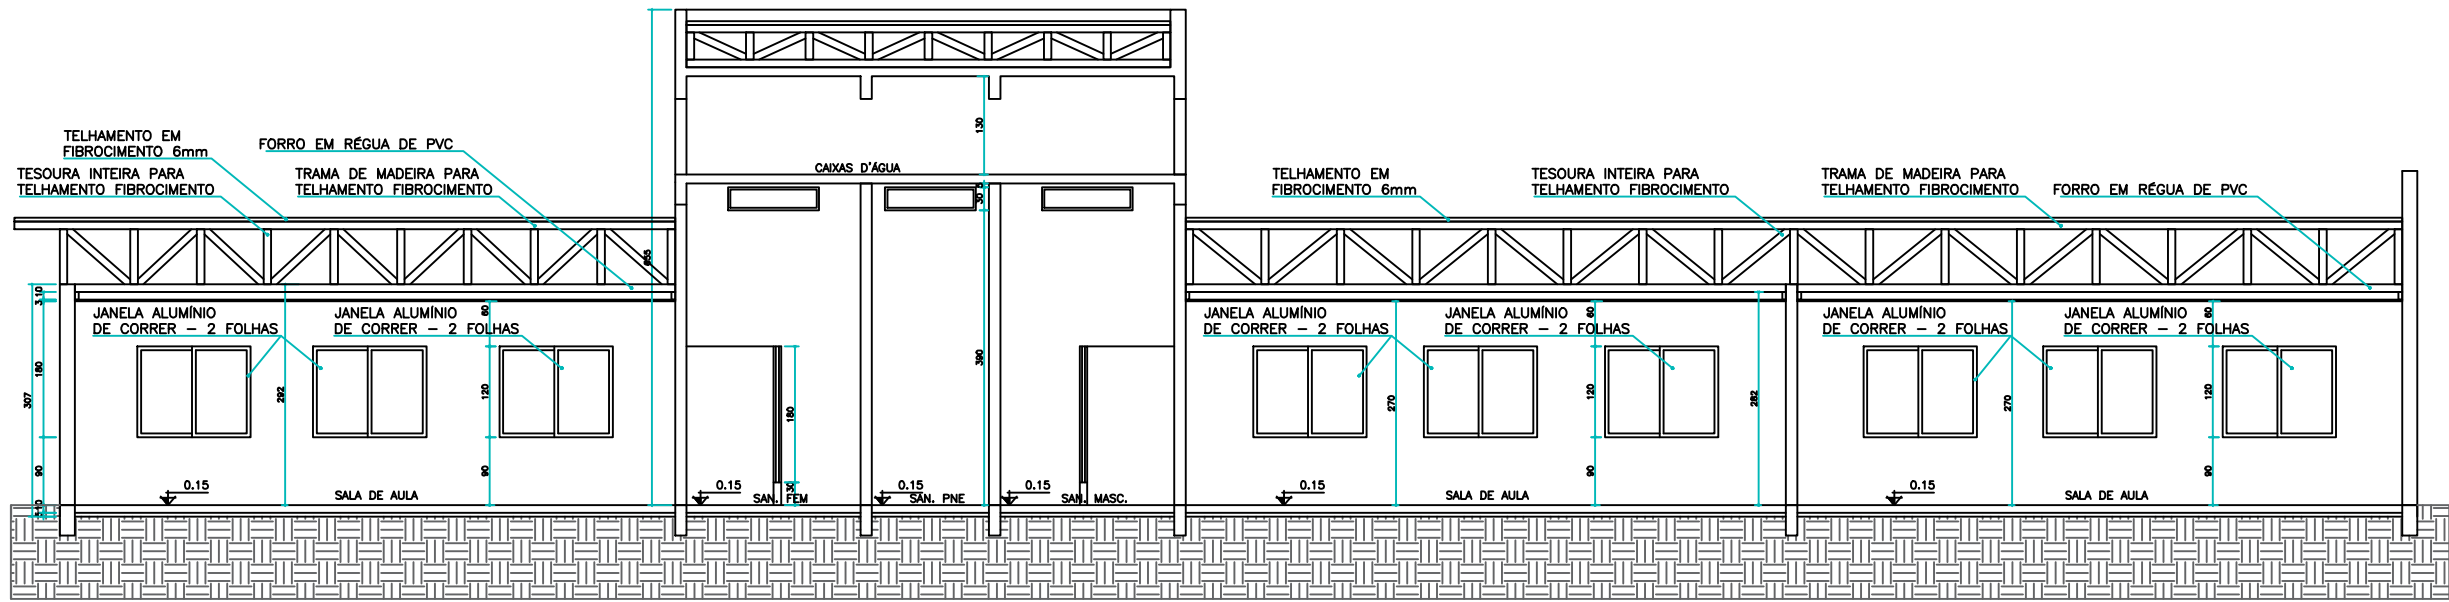 TELHAMENTO EM
FIBROCIMENTO 6mm
FORRO EM RÉGUA DE PVC
TESOURA INTEIRA PARA
TELHAMENTO FIBROCIMENTO
TRAMA DE MADEIRA PARA
TELHAMENTO FIBROCIMENTO
CAIXAS D'ÁGUA
130
5
30
390
655
TELHAMENTO EM
FIBROCIMENTO 6mm
TESOURA INTEIRA PARA
TELHAMENTO FIBROCIMENTO
TRAMA DE MADEIRA PARA
TELHAMENTO FIBROCIMENTO
FORRO EM RÉGUA DE PVC
JANELA ALUMÍNIO
DE CORRER – 2 FOLHAS
JANELA ALUMÍNIO
DE CORRER – 2 FOLHAS
JANELA ALUMÍNIO
DE CORRER – 2 FOLHAS
JANELA ALUMÍNIO
DE CORRER – 2 FOLHAS
JANELA ALUMÍNIO
DE CORRER – 2 FOLHAS
JANELA ALUMÍNIO
DE CORRER – 2 FOLHAS
307
3 10
180
90
292
60
120
90
180
30
270
60
120
90
282
270
60
120
90
0.15
SALA DE AULA
0.15
SAN. FEM
0.15
SAN. PNE
0.15
SAN. MASC.
0.15
SALA DE AULA
0.15
SALA DE AULA